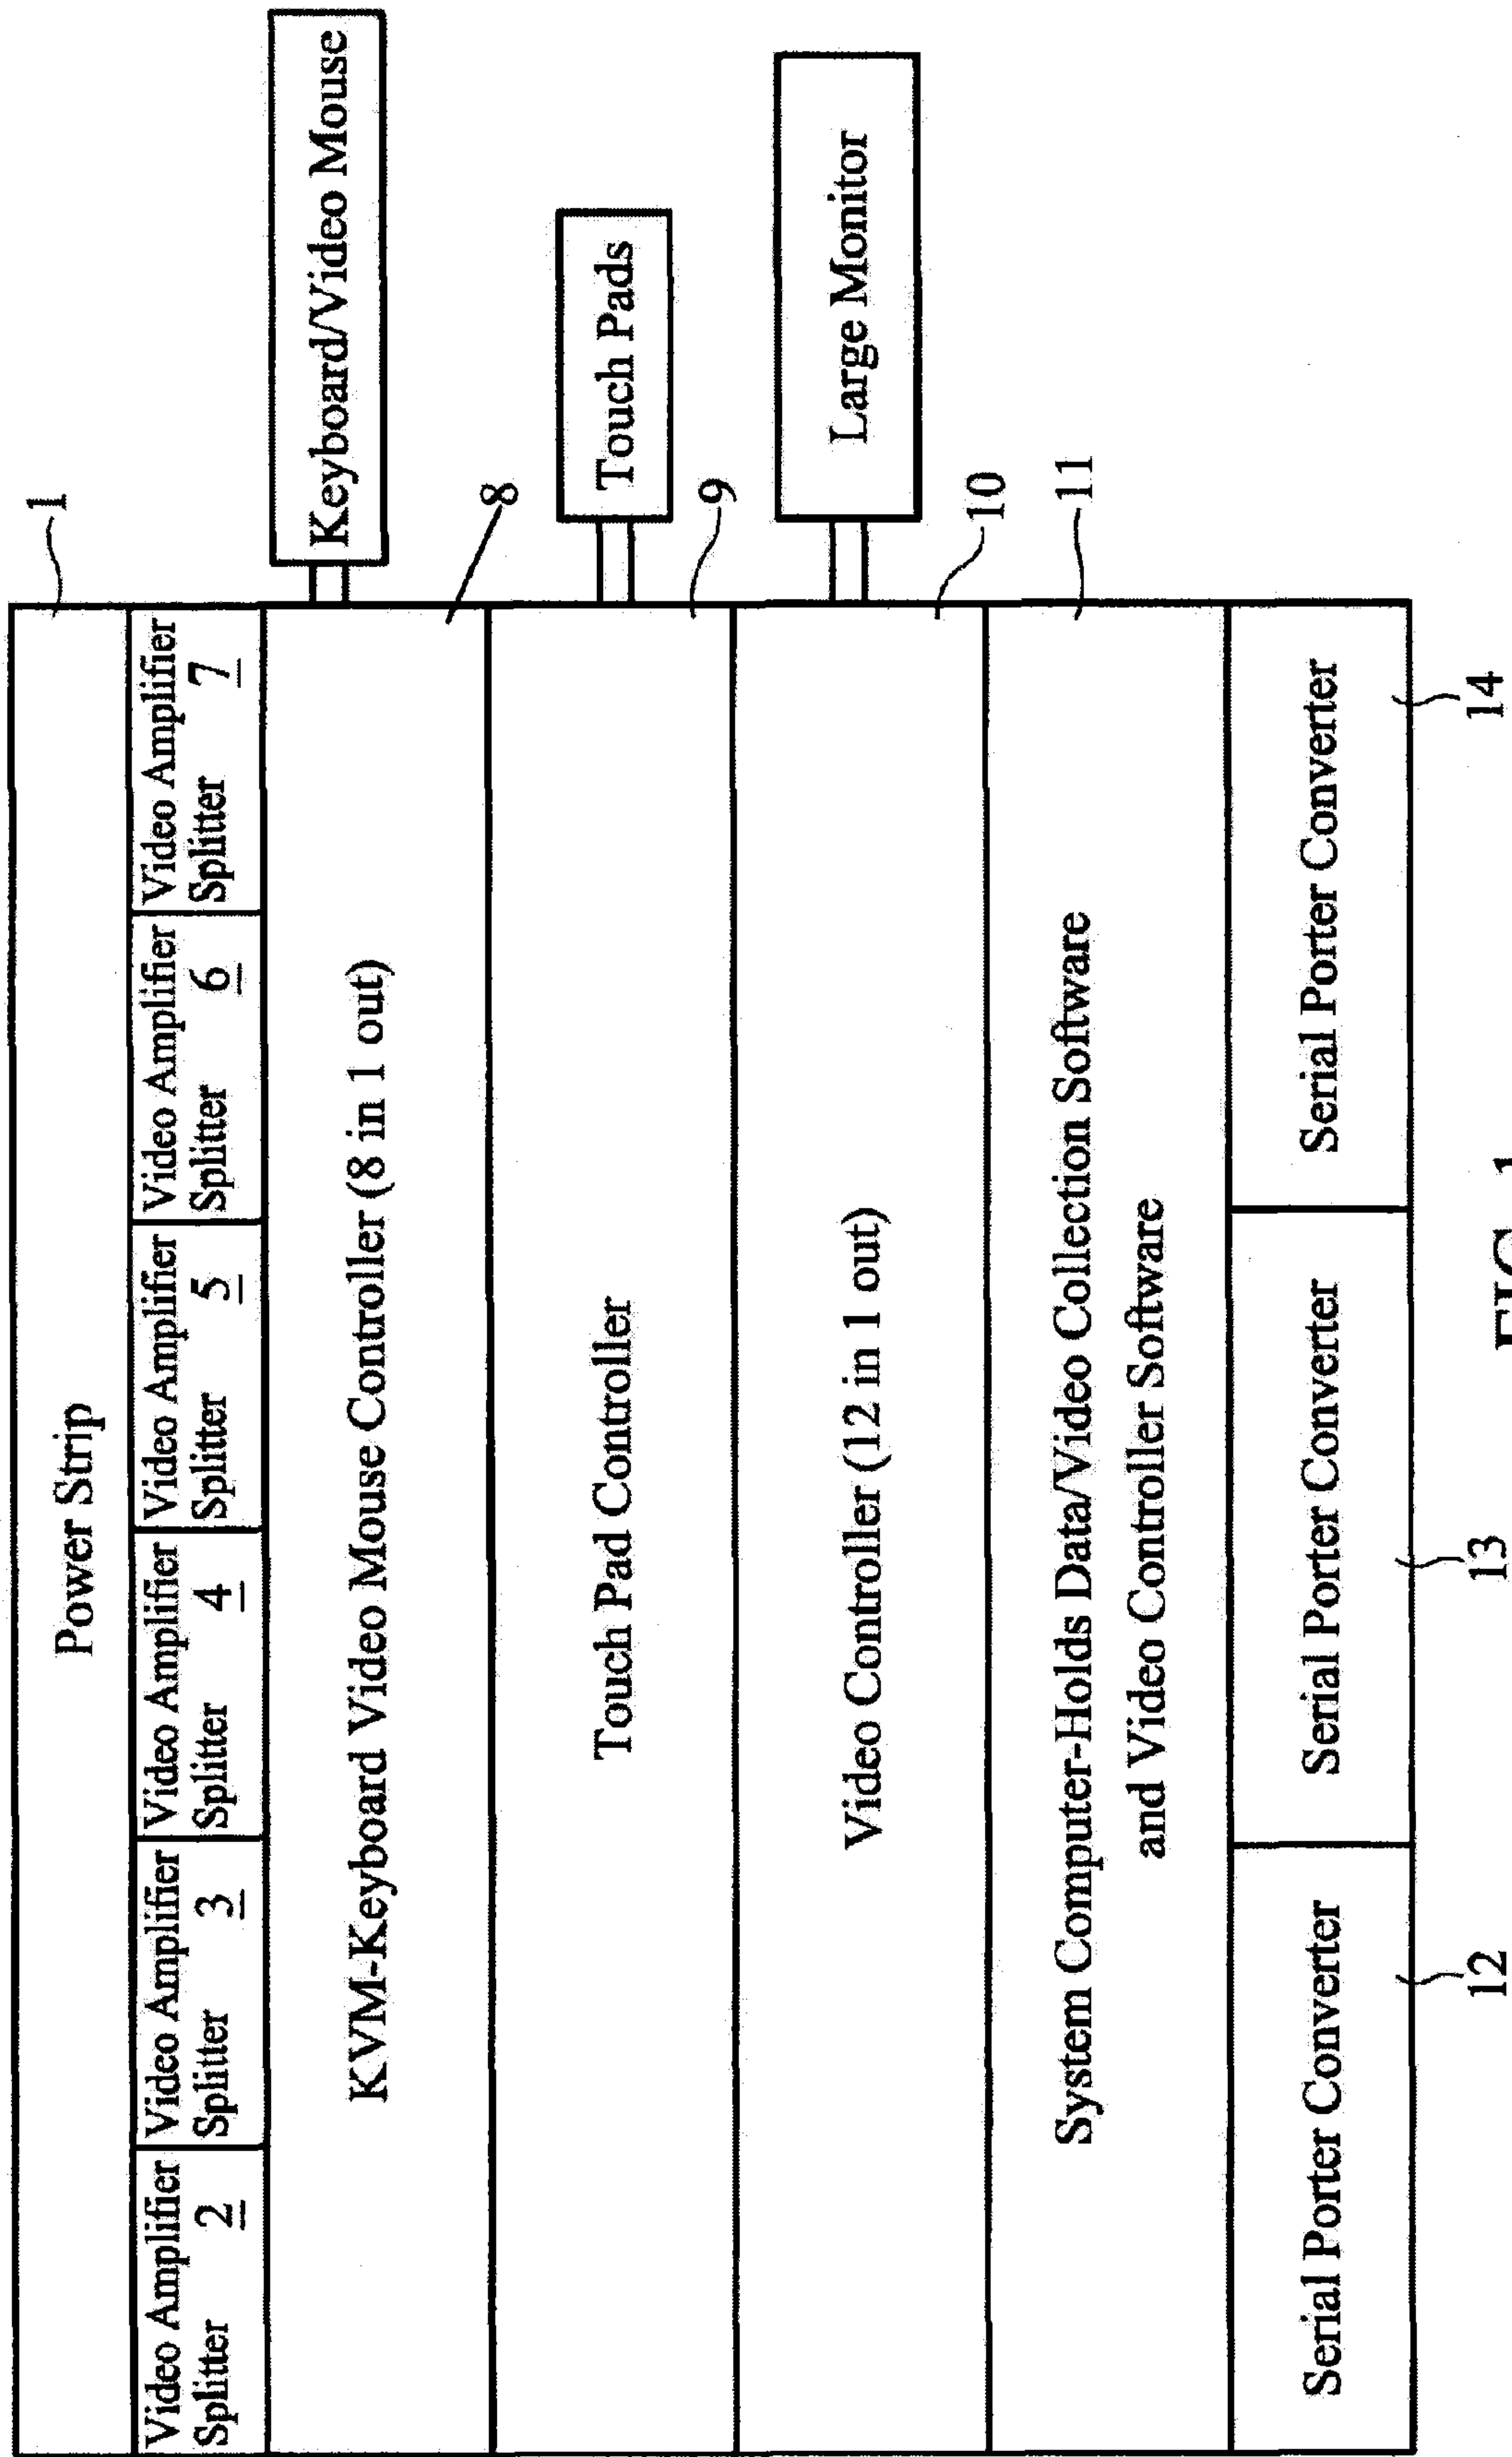 Power Strip
1
Video Amplifier
Splitter 2
Video Amplifier
Splitter 3
Video Amplifier
Splitter 4
Video Amplifier
Splitter 5
Video Amplifier
Splitter 6
Video Amplifier
Splitter 7
Keyboard/Video Mouse
KVM-Keyboard Video Mouse Controller (8 in 1 out)
8
Touch Pads
Touch Pad Controller
9
Large Monitor
Video Controller (12 in 1 out)
10
System Computer-Holds Data/Video Collection Software
and Video Controller Software
11
Serial Porter Converter
Serial Porter Converter
Serial Porter Converter
12
13
14
FIG. 1